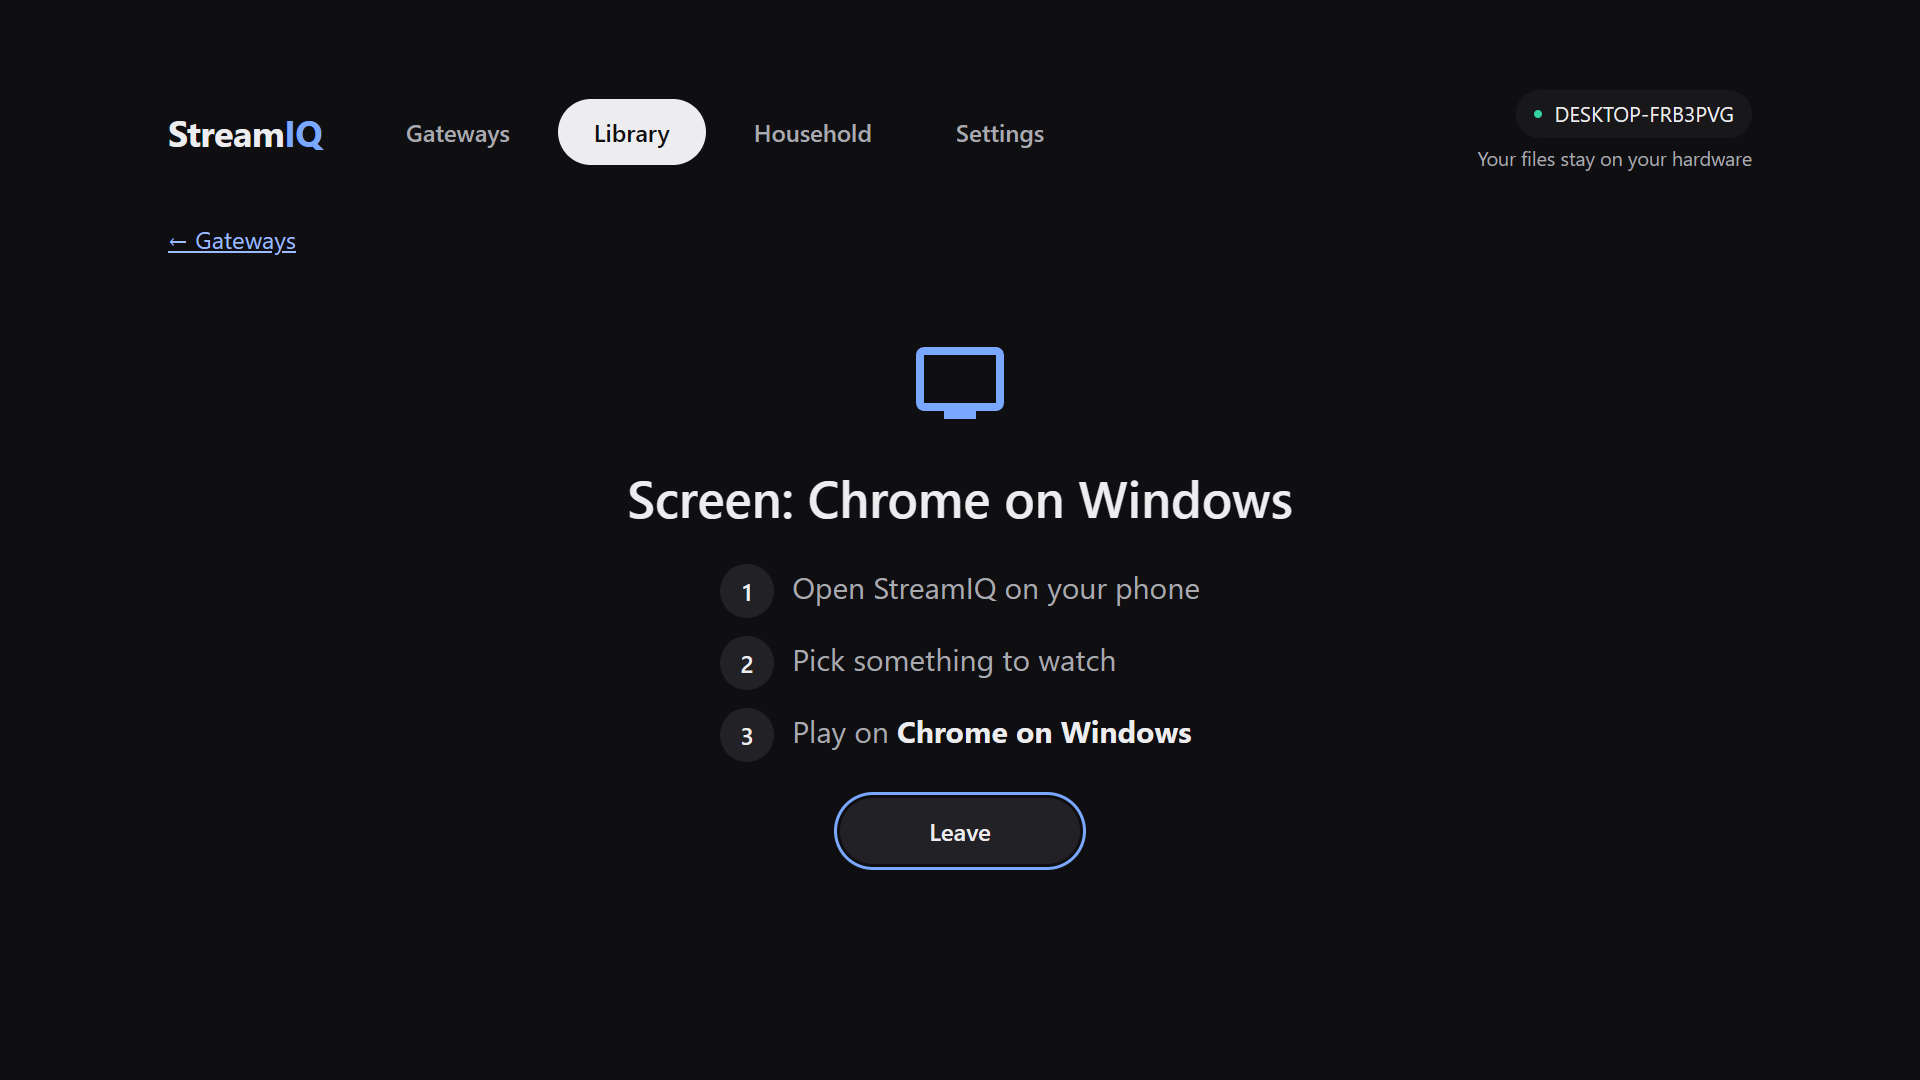 StreamIQ
Gateways
Library
Household
Settings
DESKTOP-FRB3PVG
Your files stay on your hardware
← Gateways
Screen: Chrome on Windows
1 Open StreamIQ on your phone
2 Pick something to watch
3 Play on Chrome on Windows
Leave